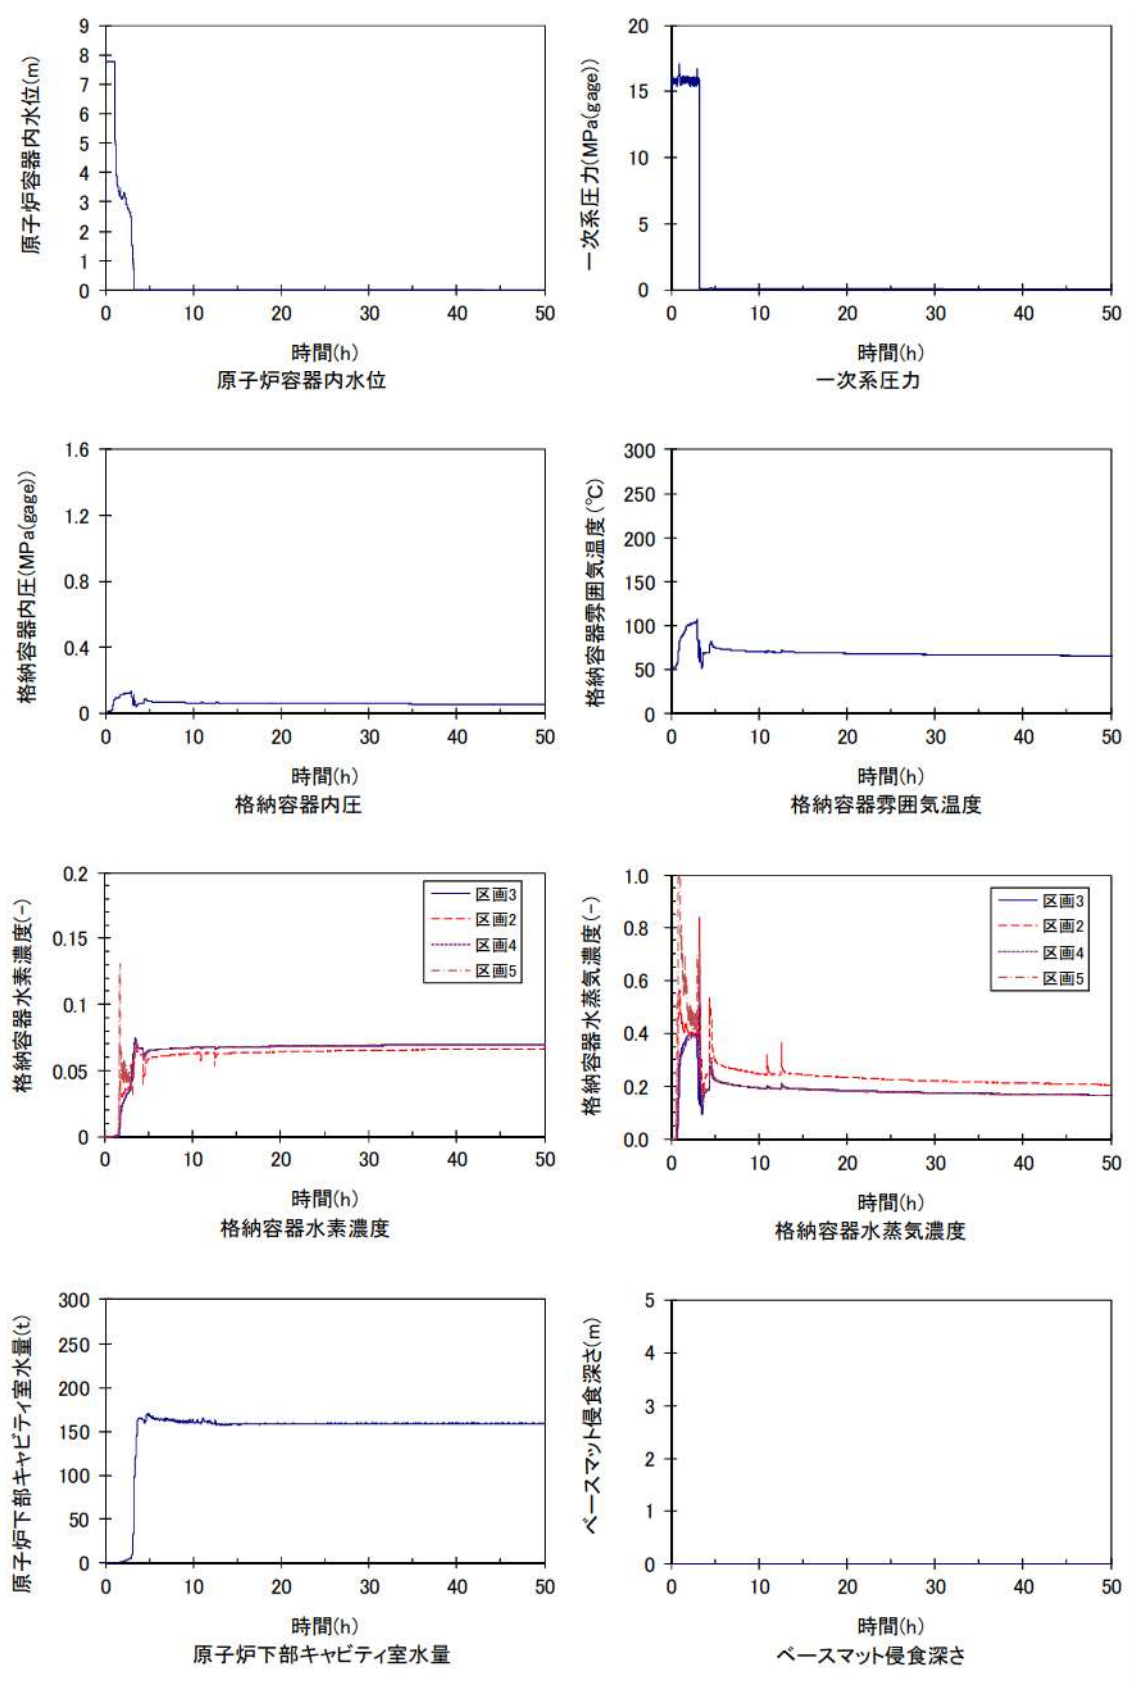 原子炉容器内水位(m)
9
8
7
6
5
4
3
2
1
0
0 10 20 30 40 50
時間(h)
原子炉容器内水位
一次系圧力(MPa(gage))
20
15
10
5
0
0 10 20 30 40 50
時間(h)
一次系圧力
格納容器内圧(MPa(gage))
1.6
1.2
0.8
0.4
0
0 10 20 30 40 50
時間(h)
格納容器内圧
格納容器雰囲気温度(℃)
300
250
200
150
100
50
0
0 10 20 30 40 50
時間(h)
格納容器雰囲気温度
格納容器水素濃度(-)
0.2
0.15
0.1
0.05
0
区画3
区画2
区画4
区画5
0 10 20 30 40 50
時間(h)
格納容器水素濃度
格納容器水蒸気濃度(-)
1.0
0.8
0.6
0.4
0.2
0.0
区画3
区画2
区画4
区画5
0 10 20 30 40 50
時間(h)
格納容器水蒸気濃度
原子炉下部キャビティ室水量(t)
300
250
200
150
100
50
0
0 10 20 30 40 50
時間(h)
原子炉下部キャビティ室水量
ベースマット侵食深さ(m)
5
4
3
2
1
0
0 10 20 30 40 50
時間(h)
ベースマット侵食深さ